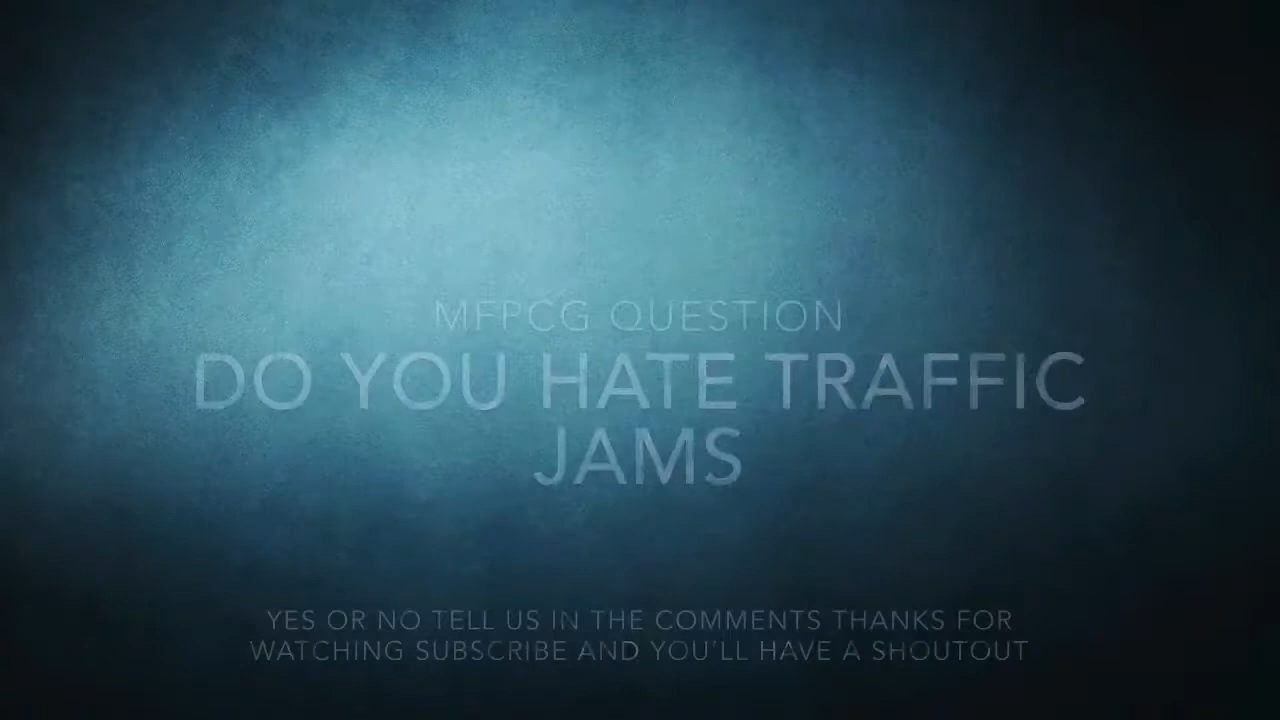 MFPCG QUESTION
DO YOU HATE TRAFFIC
JAMS
YES OR NO TELL US IN THE COMMENTS THANKS FOR
WATCHING SUBSCRIBE AND YOU'LL HAVE A SHOUTOUT